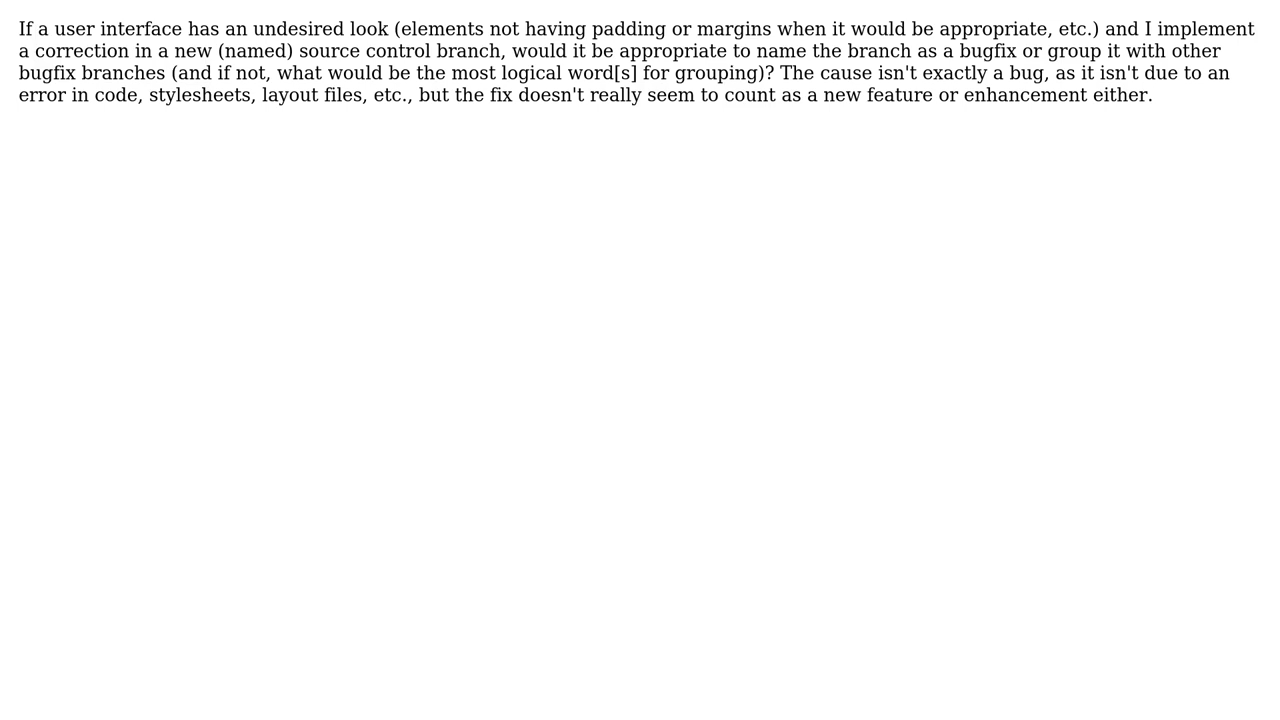 If a user interface has an undesired look (elements not having padding or margins when it would be appropriate, etc.) and I implement
a correction in a new (named) source control branch, would it be appropriate to name the branch as a bugfix or group it with other
bugfix branches (and if not, what would be the most logical word[s] for grouping)? The cause isn't exactly a bug, as it isn't due to an
error in code, stylesheets, layout files, etc., but the fix doesn't really seem to count as a new feature or enhancement either.